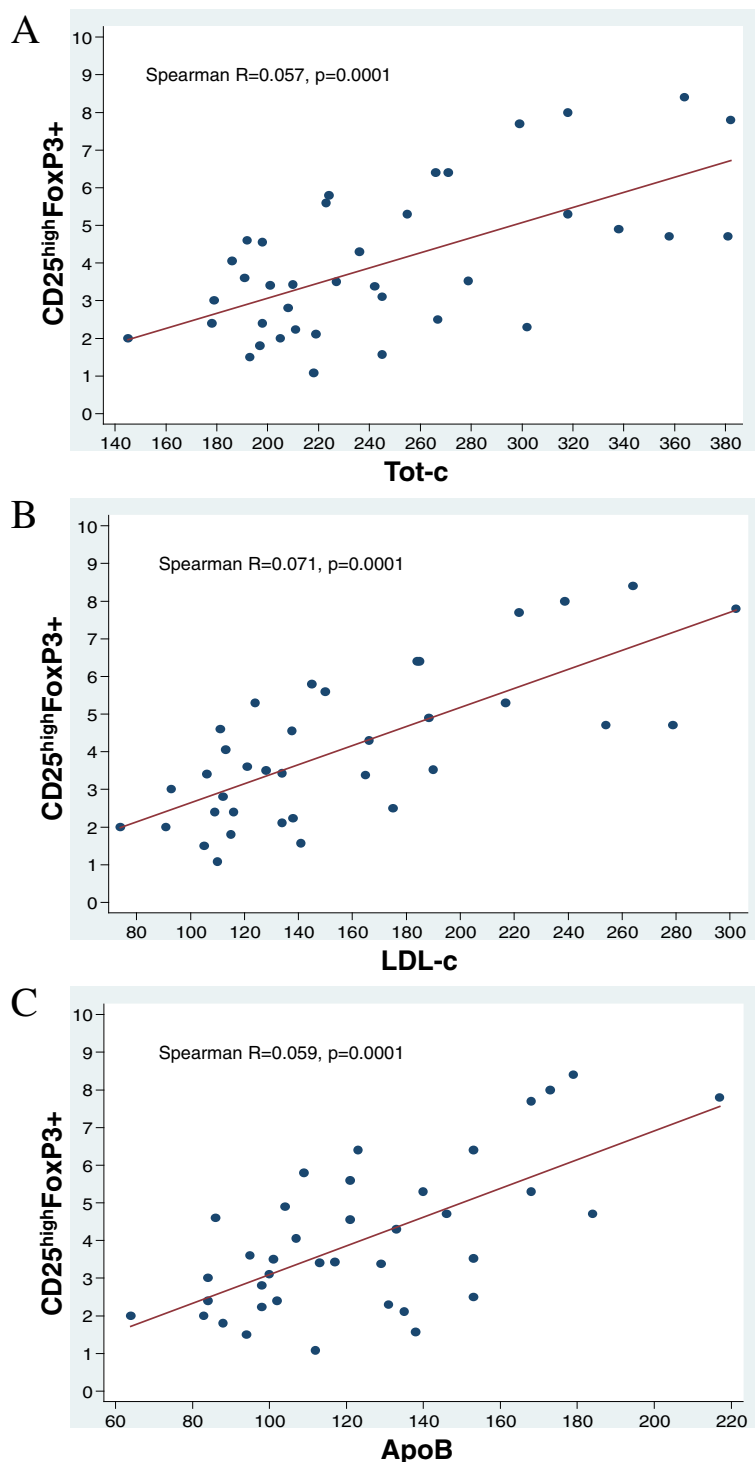 A
Spearman R=0.057, p=0.0001
CD25highFoxP3+
10
9
8
7
6
5
4
3
2
1
0
140 160 180 200 220 240 260 280 300 320 340 360 380
Tot-c
B
Spearman R=0.071, p=0.0001
CD25highFoxP3+
10
9
8
7
6
5
4
3
2
1
0
80 100 120 140 160 180 200 220 240 260 280 300
LDL-c
C
Spearman R=0.059, p=0.0001
CD25highFoxP3+
10
9
8
7
6
5
4
3
2
1
0
60 80 100 120 140 160 180 200 220
ApoB